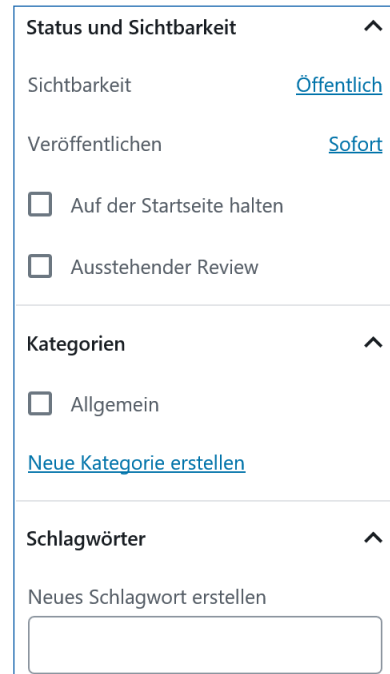 Status und Sichtbarkeit
Sichtbarkeit Öffentlich
Veröffentlichen Sofort
Auf der Startseite halten
Ausstehender Review
Kategorien
Allgemein
Neue Kategorie erstellen
Schlagwörter
Neues Schlagwort erstellen